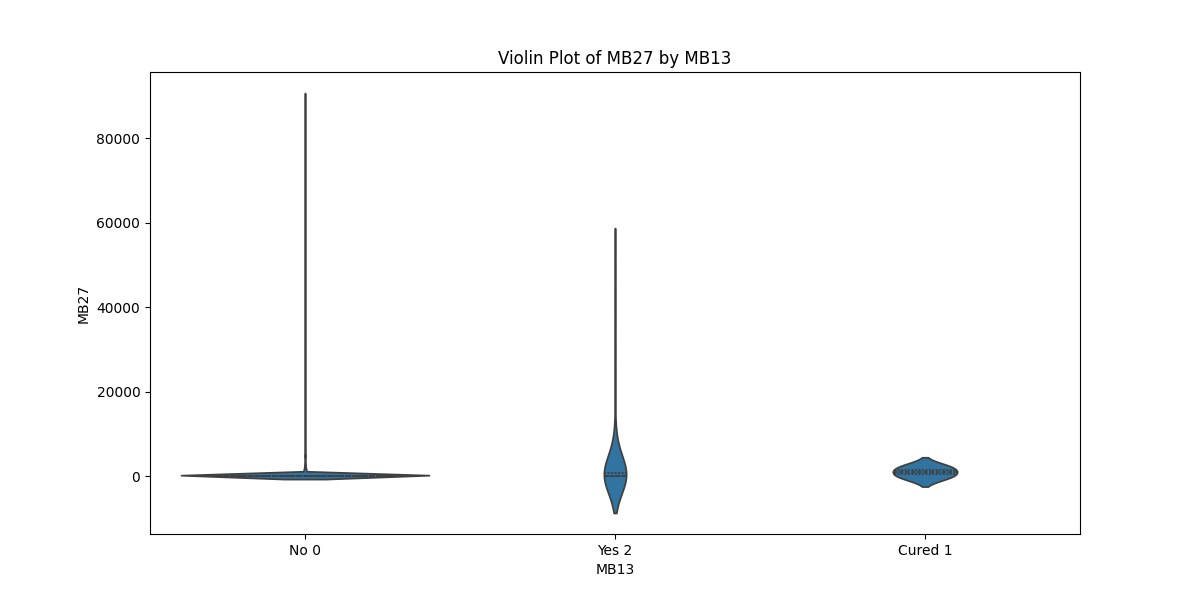 Violin Plot of MB27 by MB13
80000
60000
40000
20000
0
MB27
No 0
Yes 2
Cured 1
MB13